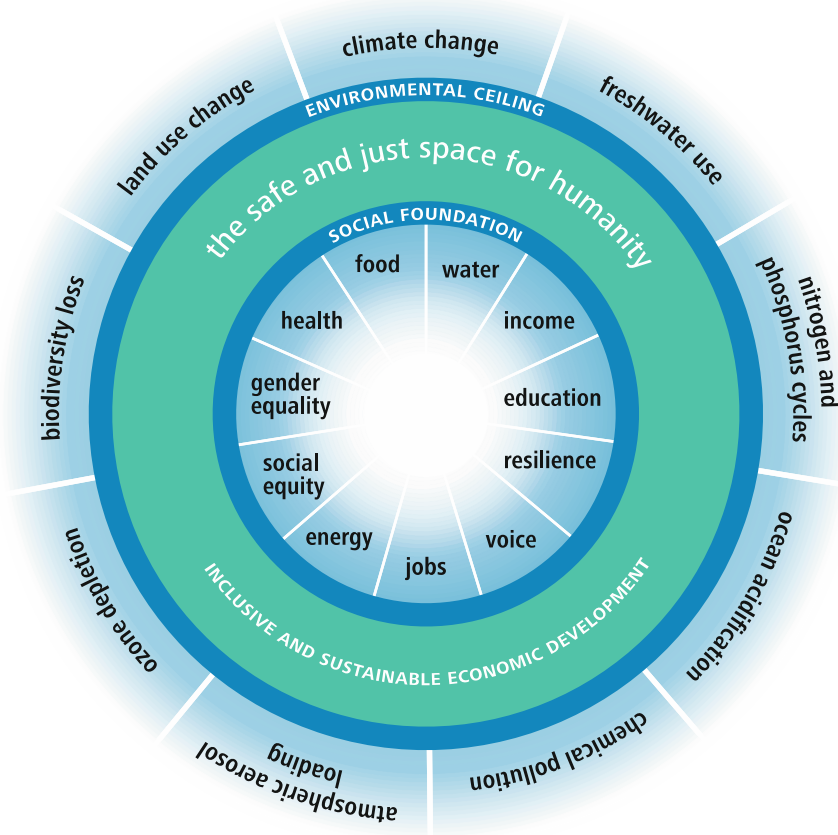 climate change
freshwater use
nitrogen and
phosphorus cycles
ocean acidification
chemical pollution
atmospheric aerosol
loading
ozone depletion
biodiversity loss
land use change
ENVIRONMENTAL CEILING
the safe and just space for humanity
SOCIAL FOUNDATION
water
income
education
resilience
voice
jobs
energy
social
equity
gender
equality
health
food
INCLUSIVE AND SUSTAINABLE ECONOMIC DEVELOPMENT